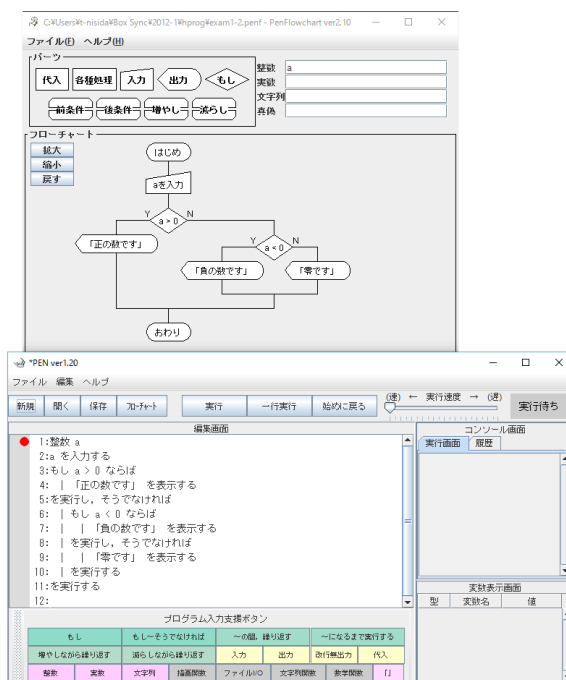 C:¥Users¥t-nisida¥Box Sync¥2012-1¥hprog¥exam1-2.penf - PenFlowchart ver2.10
ファイル(F) ヘルプ(H)
パーツ
代入 各種処理 入力 出力 もし
前条件 後条件 増やし 減らし
整数 a
実数
文字列
真偽
フローチャート
拡大
縮小
戻す
はじめ
aを入力
Y a > 0 N
「正の数です」
Y a < 0 N
「負の数です」 「零です」
おわり
*PEN ver1.20
ファイル 編集 ヘルプ
新規 開く 保存 フローチャート 実行 一行実行 始めに戻る (速) ← 実行速度 → (遅) 実行待ち
編集画面
1:整数 a
2:a を入力する
3:もし a > 0 ならば
4: | 「正の数です」 を表示する
5:を実行し，そうでなければ
6: | もし a < 0 ならば
7: | | 「負の数です」 を表示する
8: | を実行し，そうでなければ
9: | | 「零です」 を表示する
10: | を実行する
11:を実行する
12:
コンソール画面
実行画面 履歴
変数表示画面
型 変数名 値
プログラム入力支援ボタン
もし もし～そうでなければ ～の間，繰り返す ～になるまで実行する
増やしながら繰り返す 減らしながら繰り返す 入力 出力 改行無出力 代入
整数 実数 文字列 描画関数 ファイルI/O 文字列関数 数学関数 「」